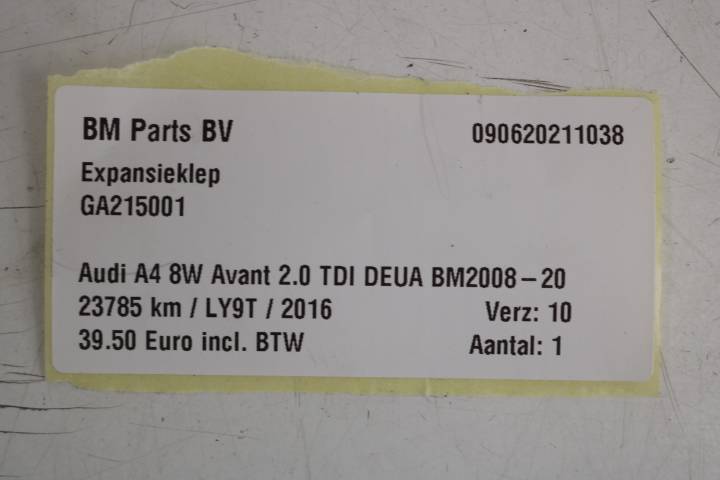 BM Parts BV 090620211038
Expansieklep
GA215001
Audi A4 8W Avant 2.0 TDI DEUA BM2008-20
23785 km / LY9T / 2016 Verz: 10
39.50 Euro incl. BTW Aantal: 1